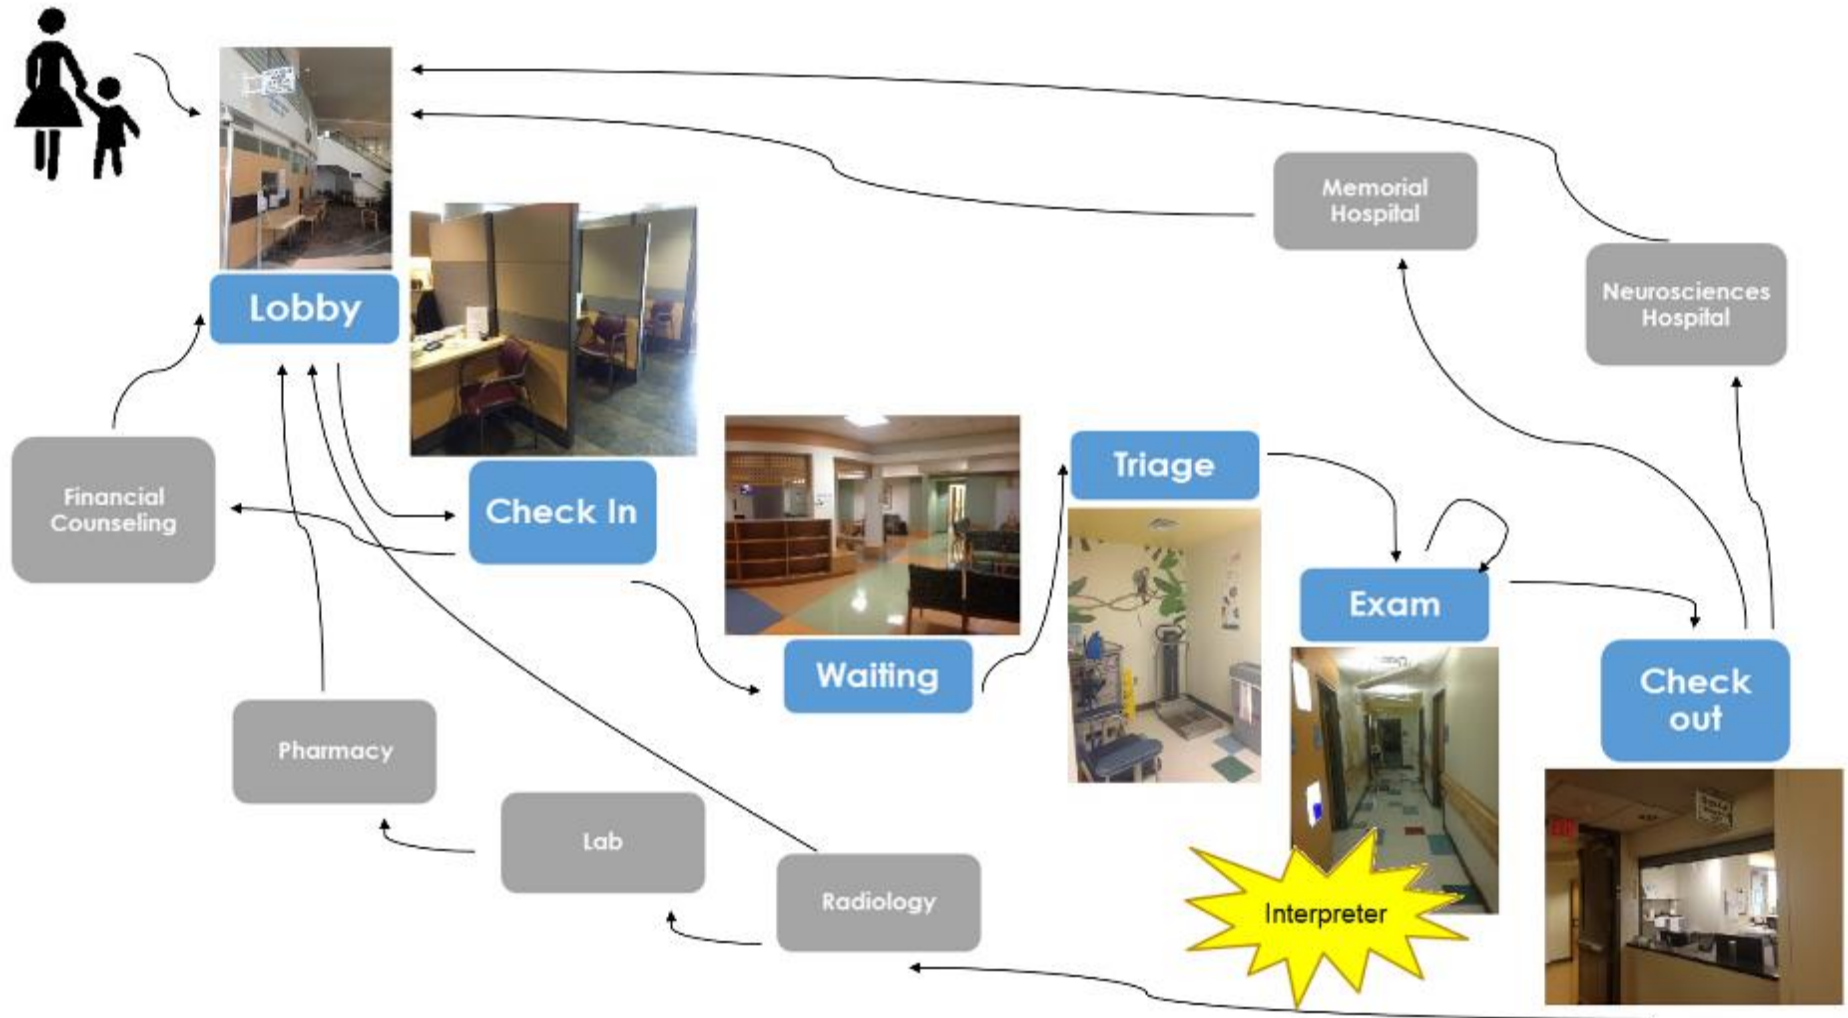 Lobby
Check In
Financial
Counseling
Waiting
Triage
Exam
Check
out
Memorial
Hospital
Neurosciences
Hospital
Pharmacy
Lab
Radiology
Interpreter